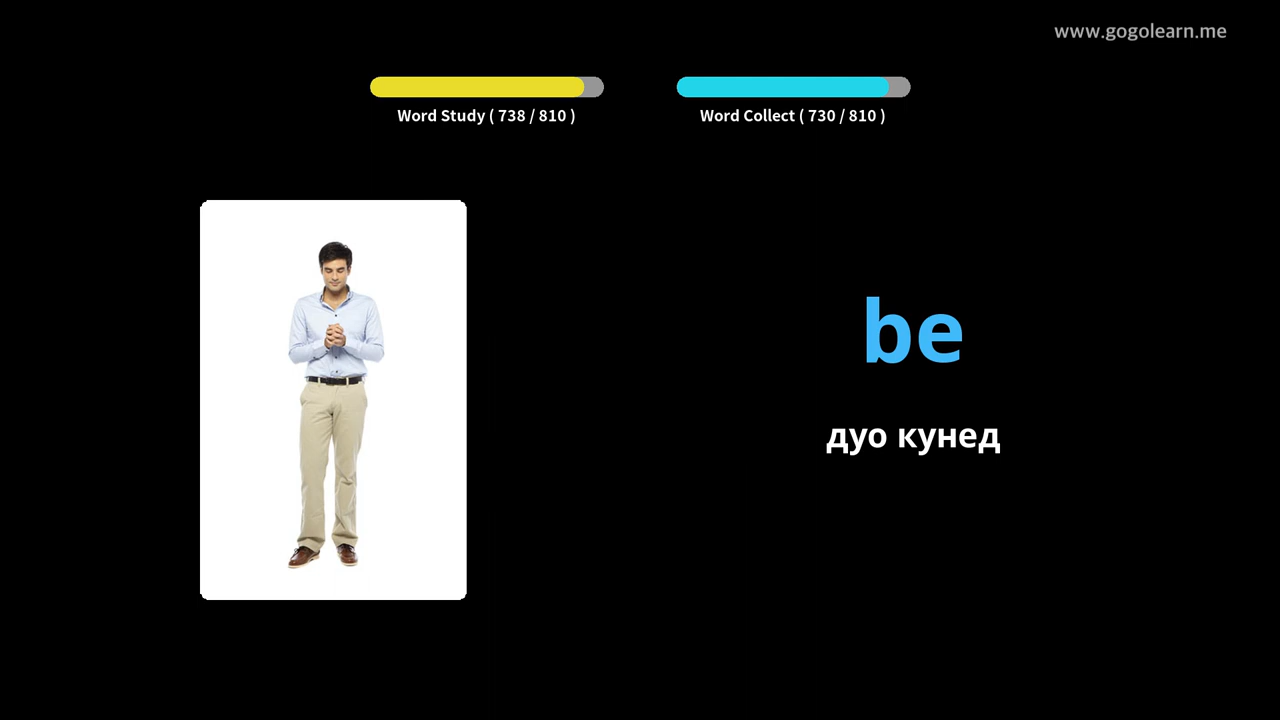 www.gogolearn.me
Word Study ( 738 / 810 )
Word Collect ( 730 / 810 )
be
дуо кунед